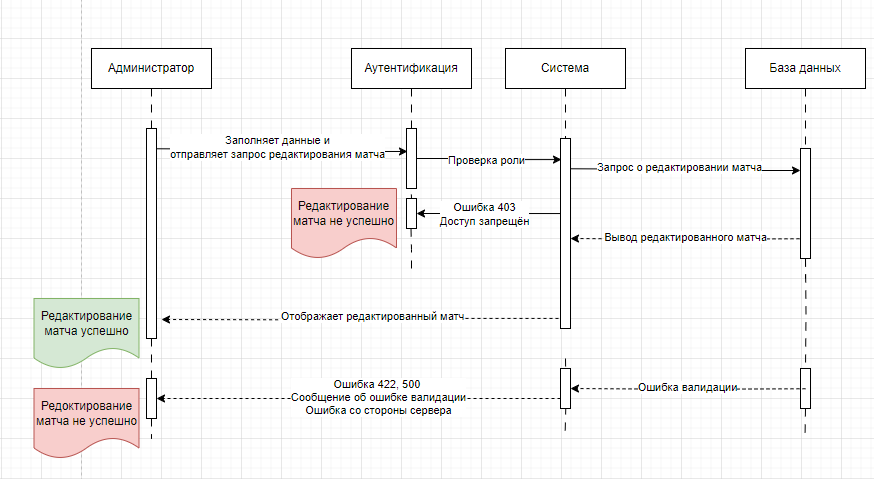 Администратор
Аутентификация
Система
База данных
Заполняет данные и
отправляет запрос редактирования матча
Проверка роли
Запрос о редактировании матча
Редактирование
матча не успешно
Ошибка 403
Доступ запрещён
Вывод редактированного матча
Редактирование
матча успешно
Отображает редактированный матч
Ошибка 422, 500
Сообщение об ошибке валидации
Ошибка со стороны сервера
Ошибка валидации
Редоктирование
матча не успешно